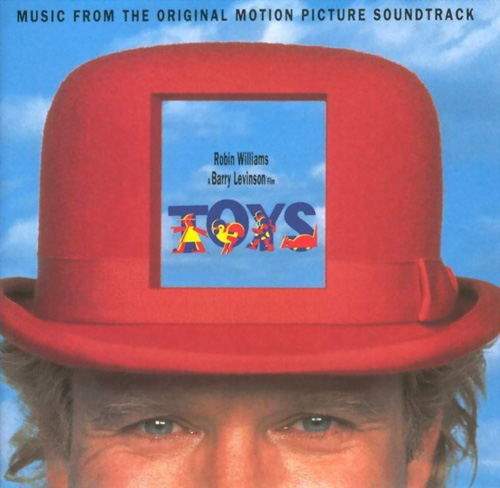 MUSIC FROM THE ORIGINAL MOTION PICTURE SOUNDTRACK
Robin Williams
A Barry Levinson Film
TOYS